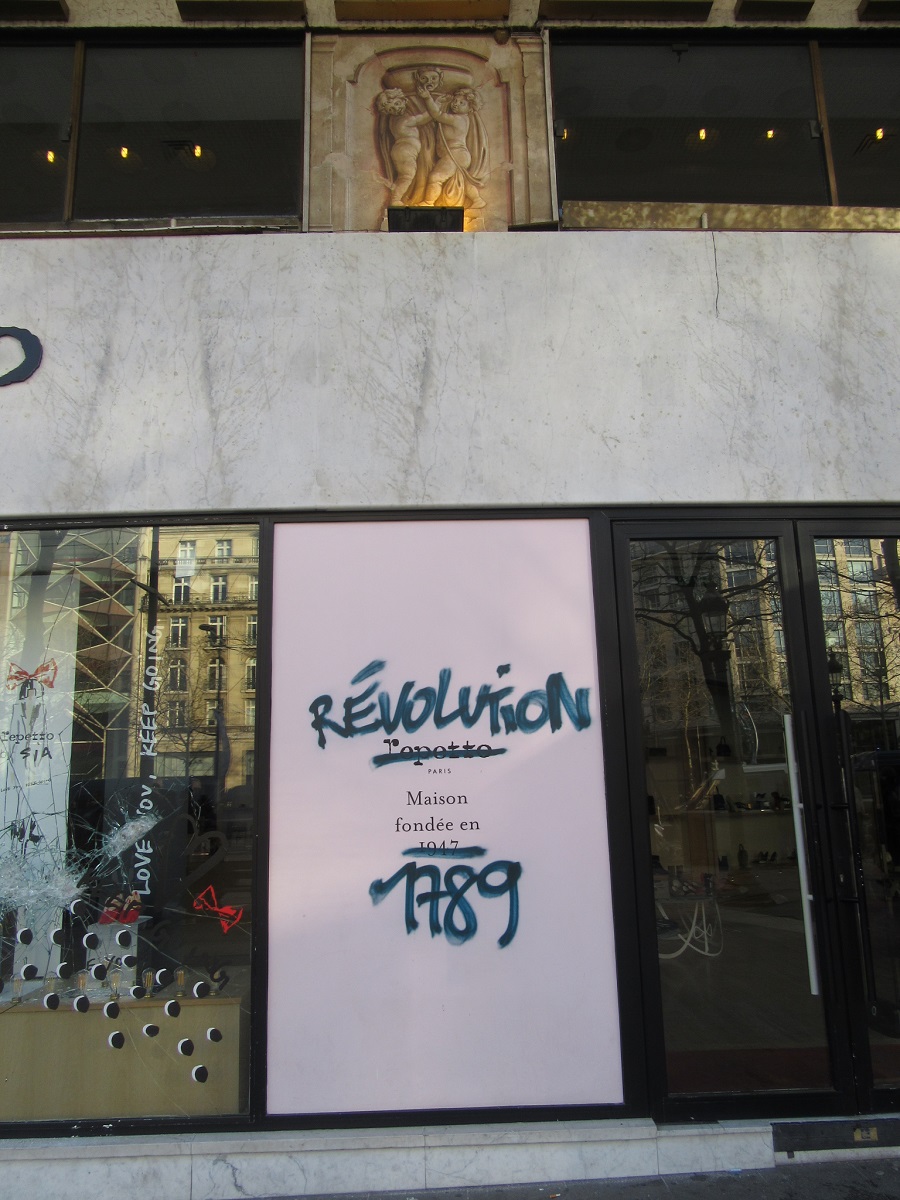 repetto
SIA
I LOVE YOU, KEEP GOING
RÉVOLUTION
repetto
PARIS
Maison
fondée en
1947
1789